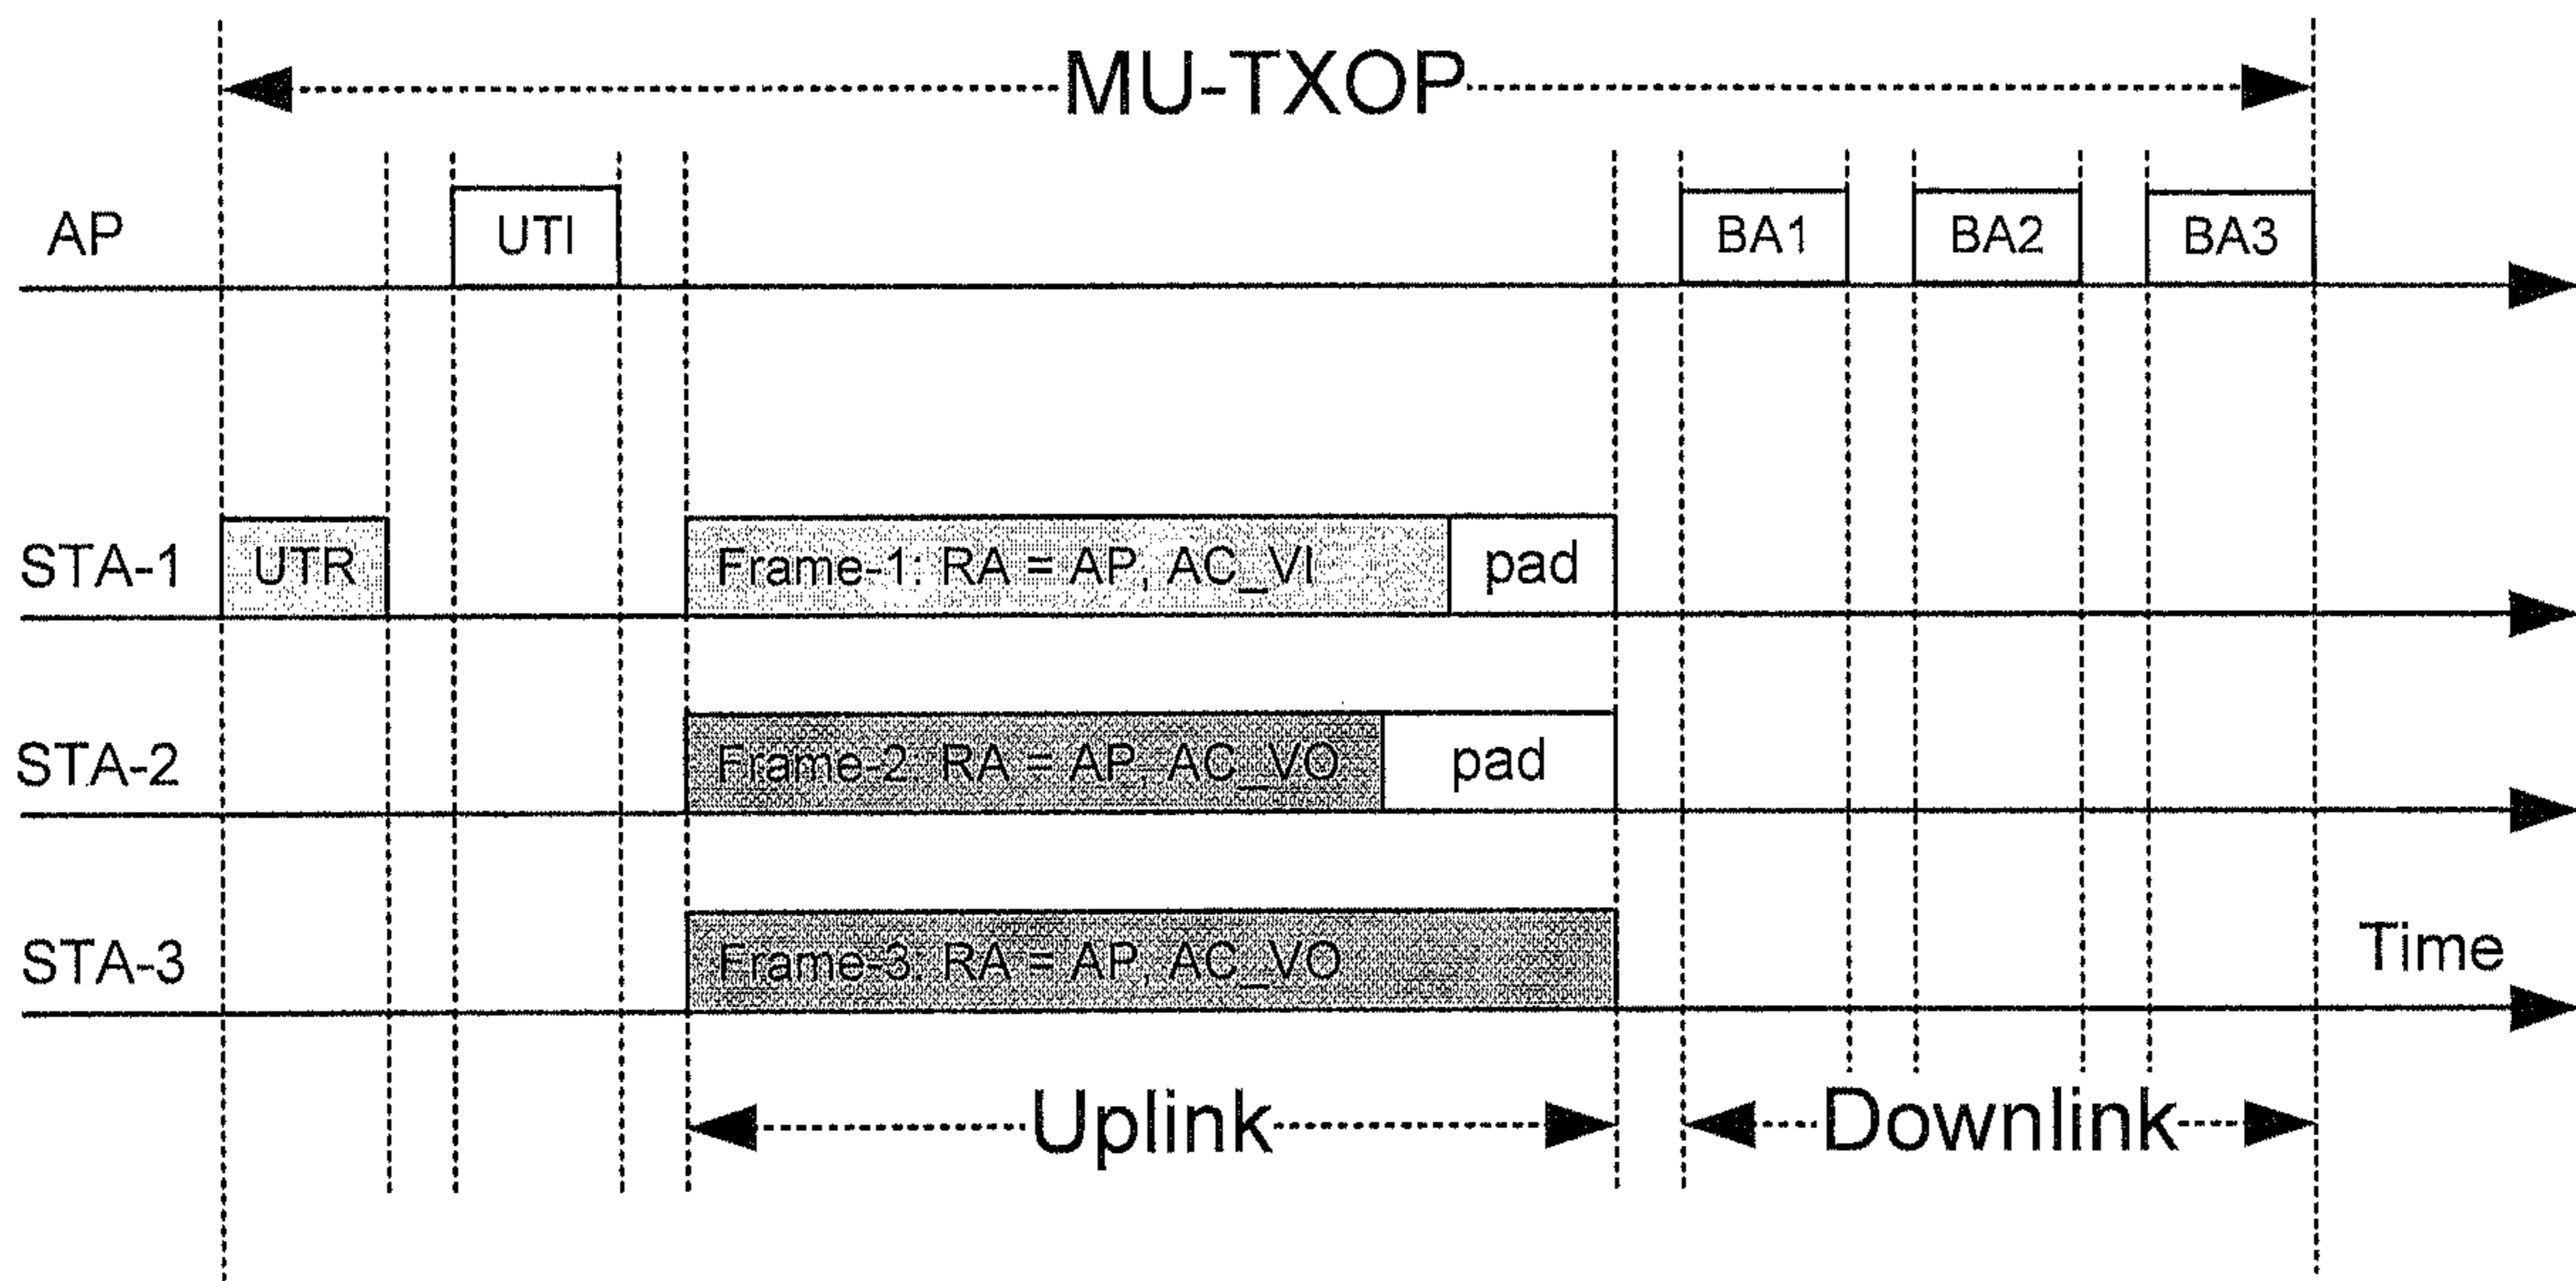 MU-TXOP
AP
UTI
BA1
BA2
BA3
STA-1
UTR
Frame-1: RA = AP, AC_VI
pad
STA-2
Frame-2: RA = AP, AC_VO
pad
STA-3
Frame-3: RA = AP, AC_VO
Time
Uplink
Downlink